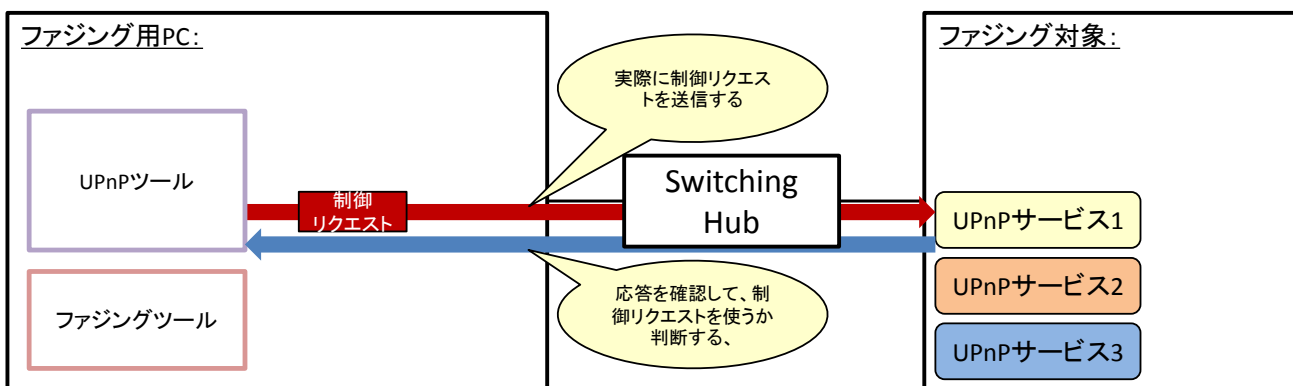 ファジング用PC:
ファジング対象:
実際に制御リクエス
トを送信する
UPnPツール
制御
リクエスト
Switching
Hub
UPnPサービス1
UPnPサービス2
UPnPサービス3
ファジングツール
応答を確認して、制
御リクエストを使うか
判断する、